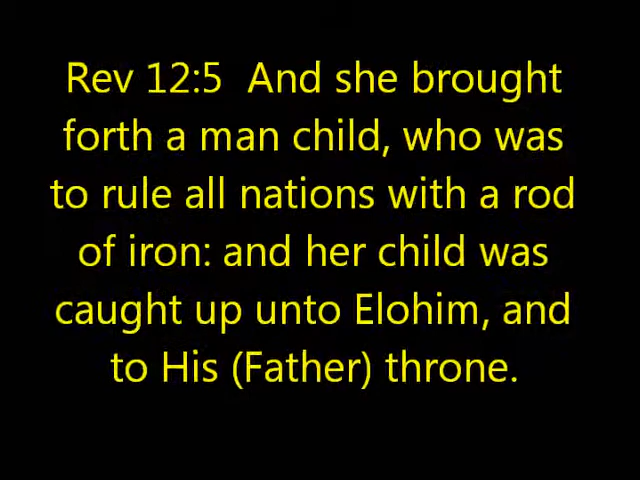 Rev 12:5  And she brought
forth a man child, who was
to rule all nations with a rod
of iron: and her child was
caught up unto Elohim, and
to His (Father) throne.